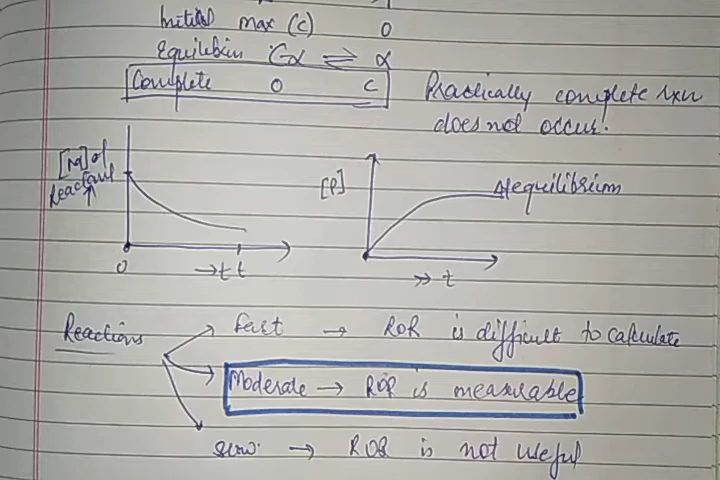 Initial max (c) 0
Equilibrium C-α ⇌ α
Complete 0 C
Practically complete rxn
does not occur.
[M] of
Reactant
[P]
At equilibrium
0 → t t
→ t
Reactions
Fast → ROR is difficult to calculate
Moderate → ROR is measurable
slow → ROR is not useful